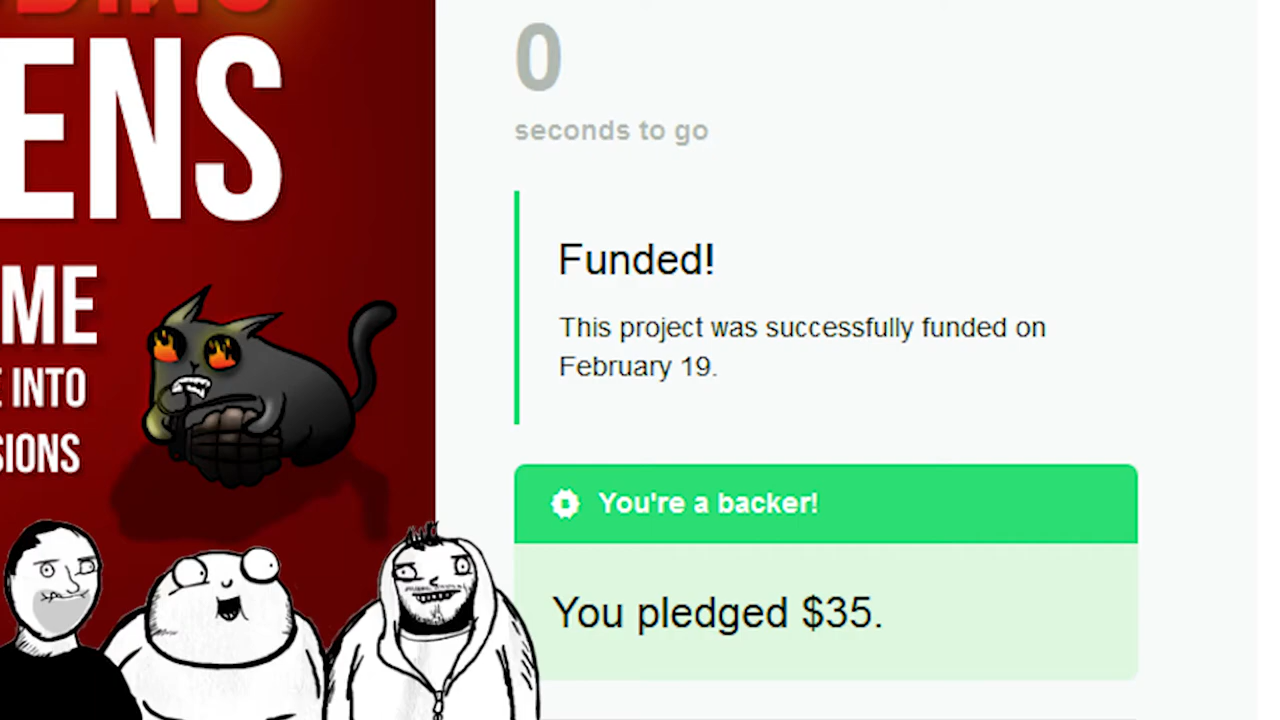 ENS
ME
INTO
SIONS
0
seconds to go
Funded!
This project was successfully funded on
February 19.
You're a backer!
You pledged $35.